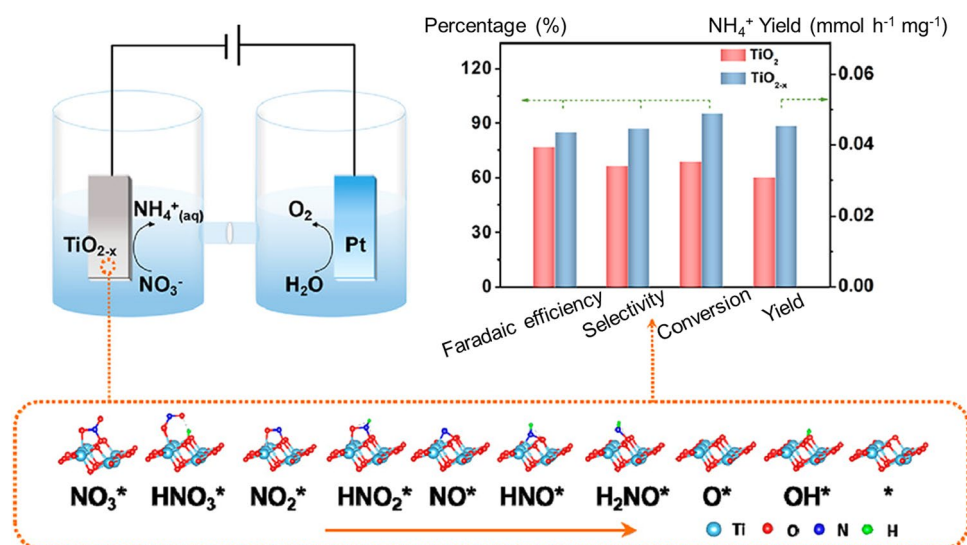 Percentage (%)
NH₄⁺ Yield (mmol h⁻¹ mg⁻¹)
TiO₂
TiO₂₋ₓ
120
90
60
30
0
0.06
0.04
0.02
0.00
Faradaic efficiency
Selectivity
Conversion
Yield
NH₄⁺(aq)
TiO₂₋ₓ
NO₃⁻
O₂
Pt
H₂O
NO₃* HNO₃* NO₂* HNO₂* NO* HNO* H₂NO* O* OH* *
Ti O N H